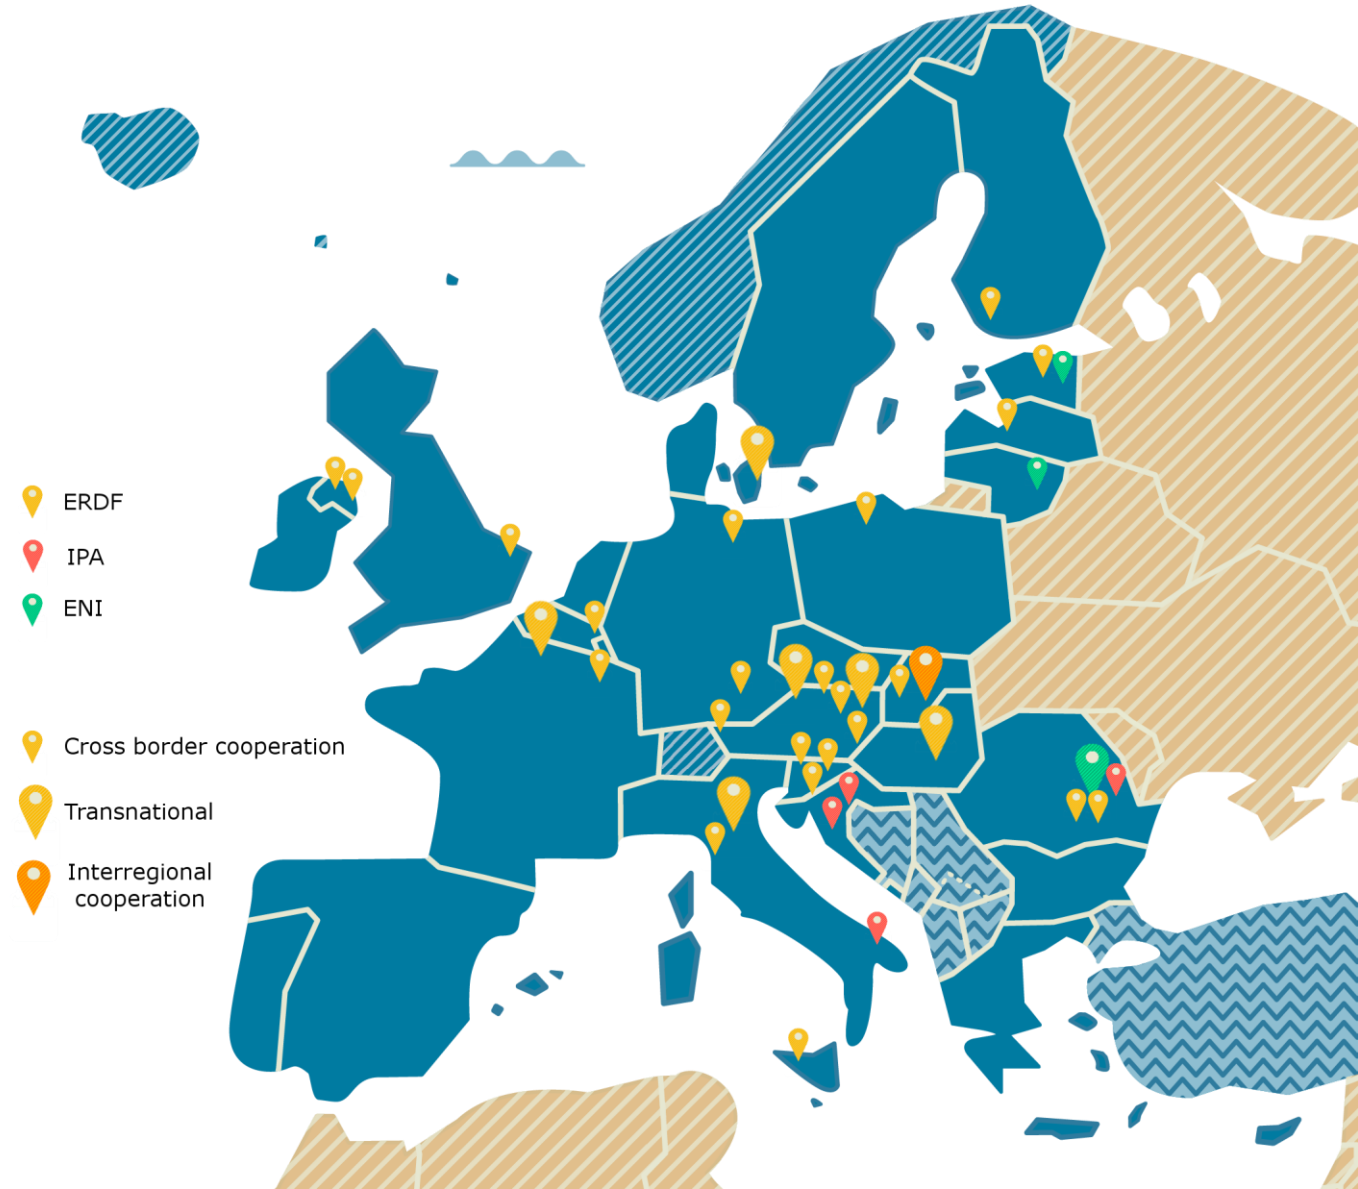 ERDF
IPA
ENI
Cross border cooperation
Transnational
Interregional
cooperation